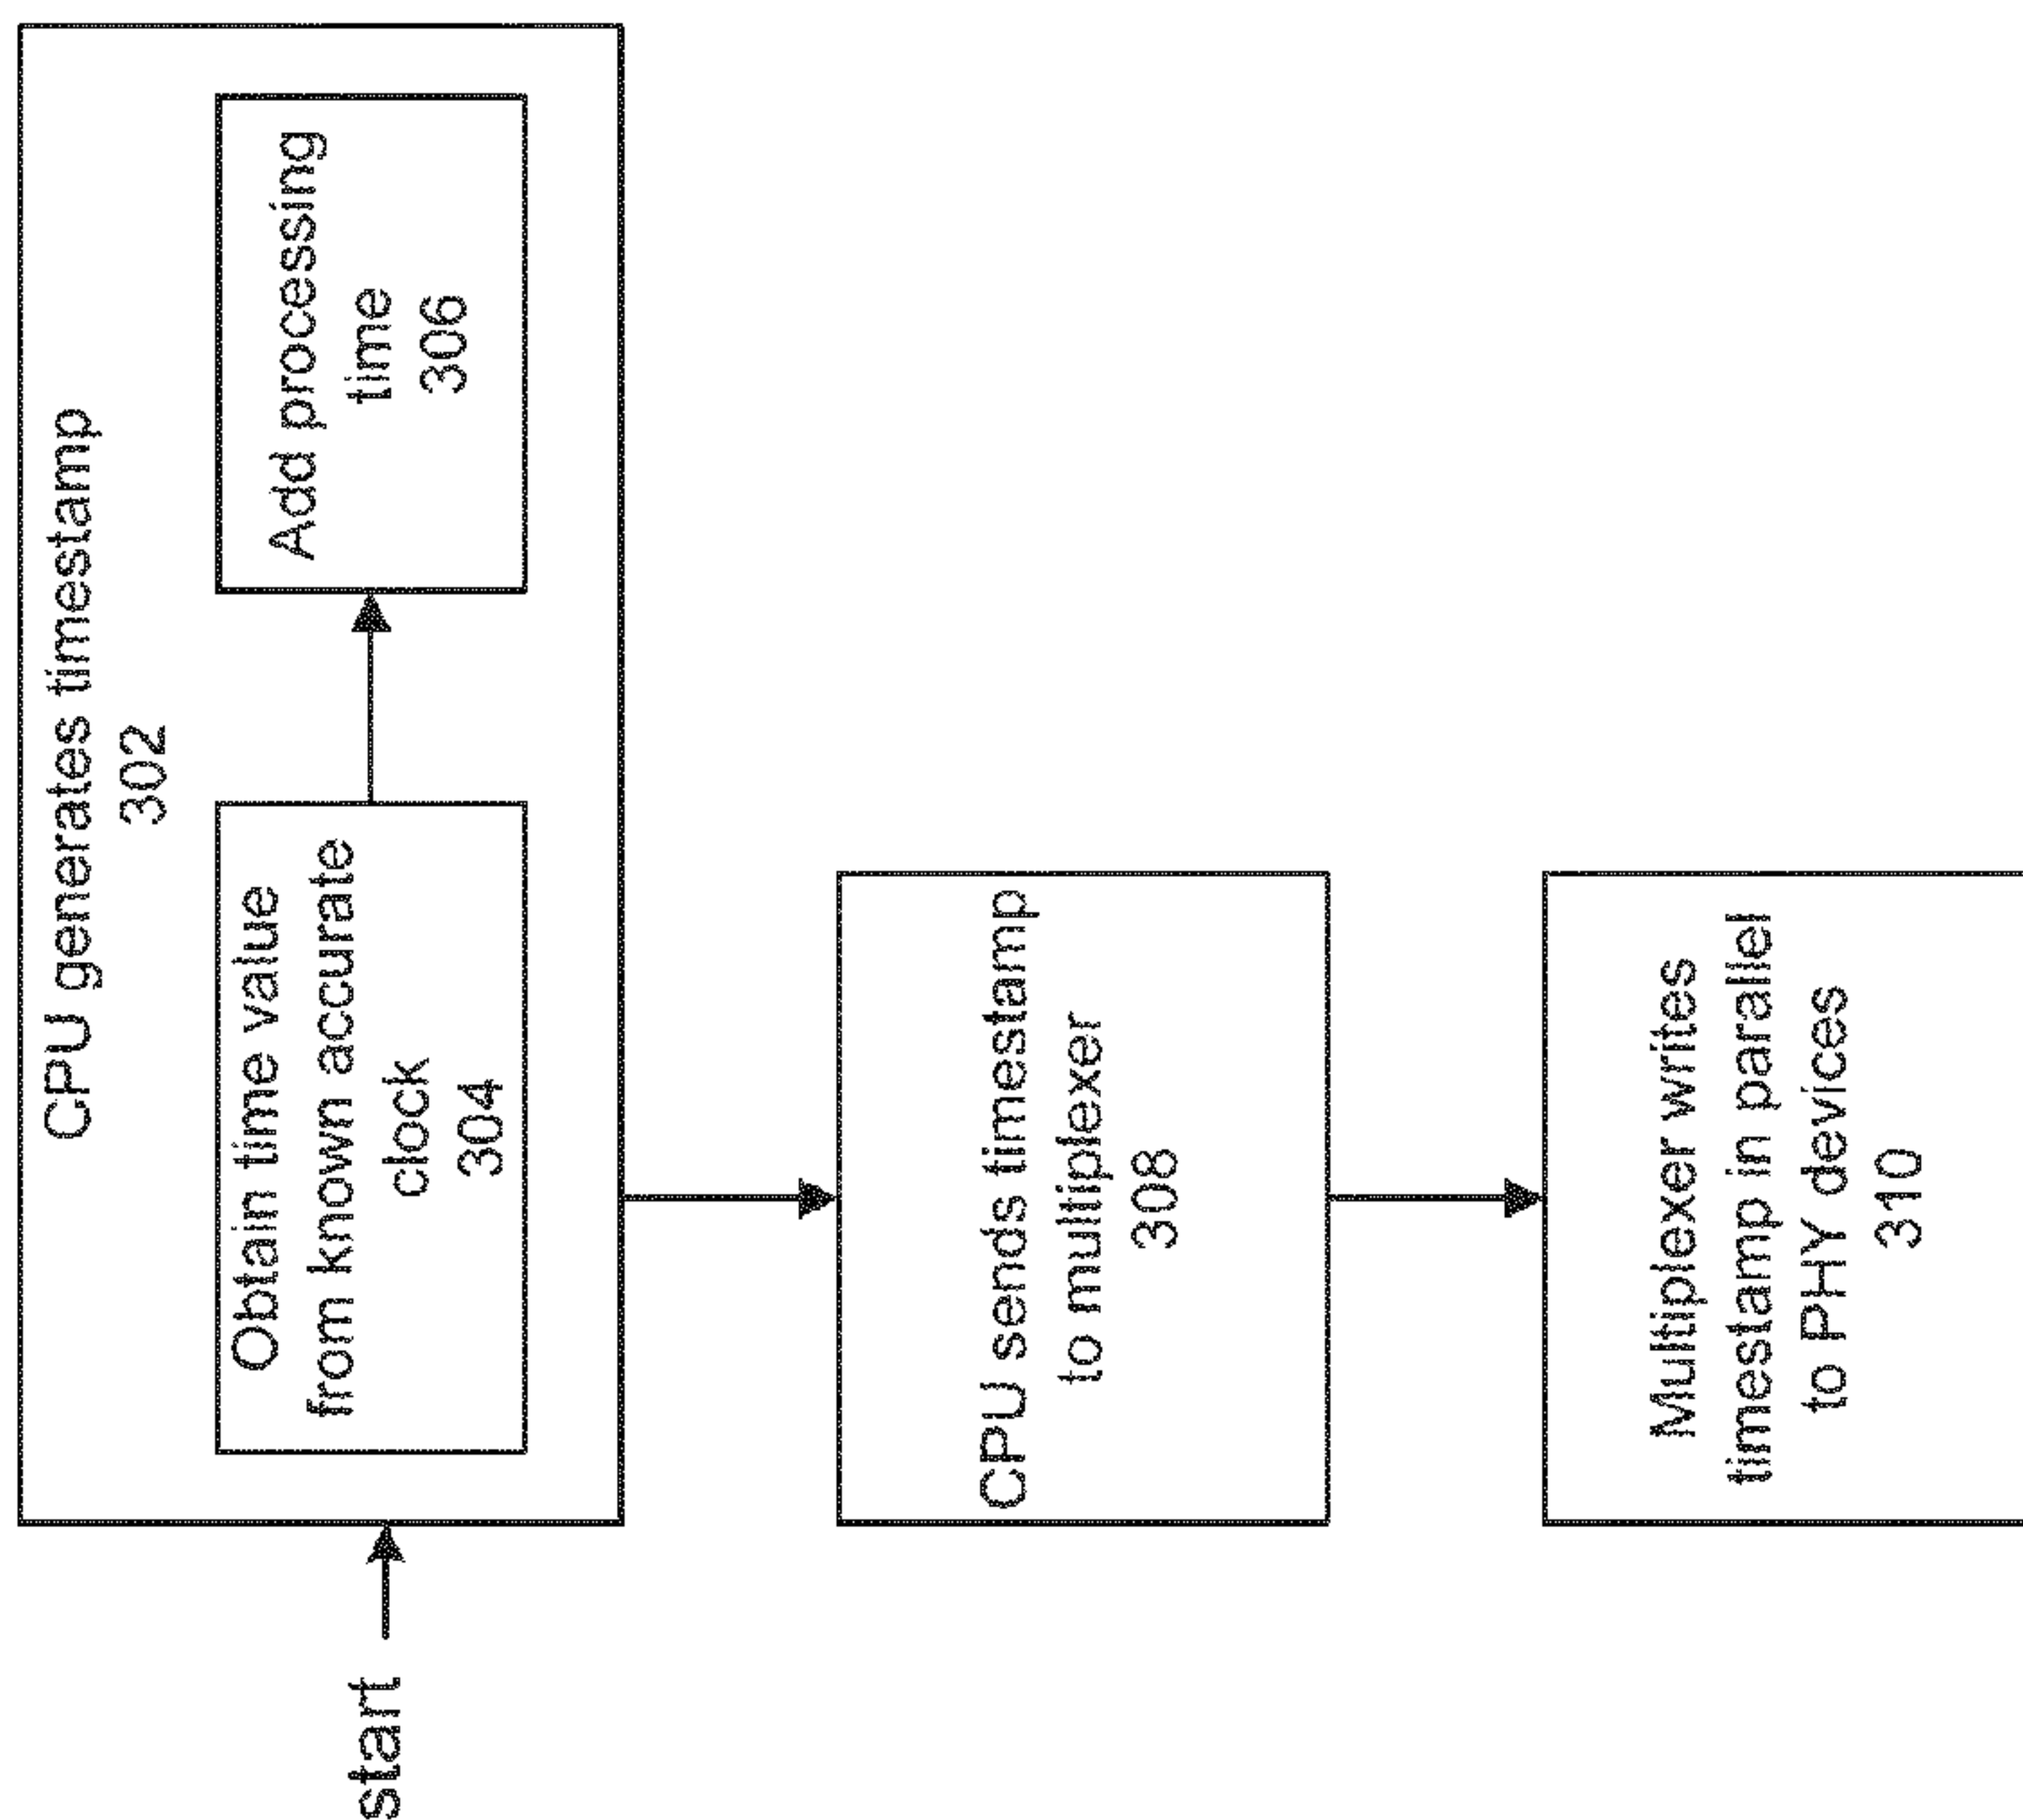 start
CPU generates timestamp
302
Obtain time value
from known accurate
clock
304
Add processing
time
306
CPU sends timestamp
to multiplexer
308
Multiplexer writes
timestamp in parallel
to PHY devices
310